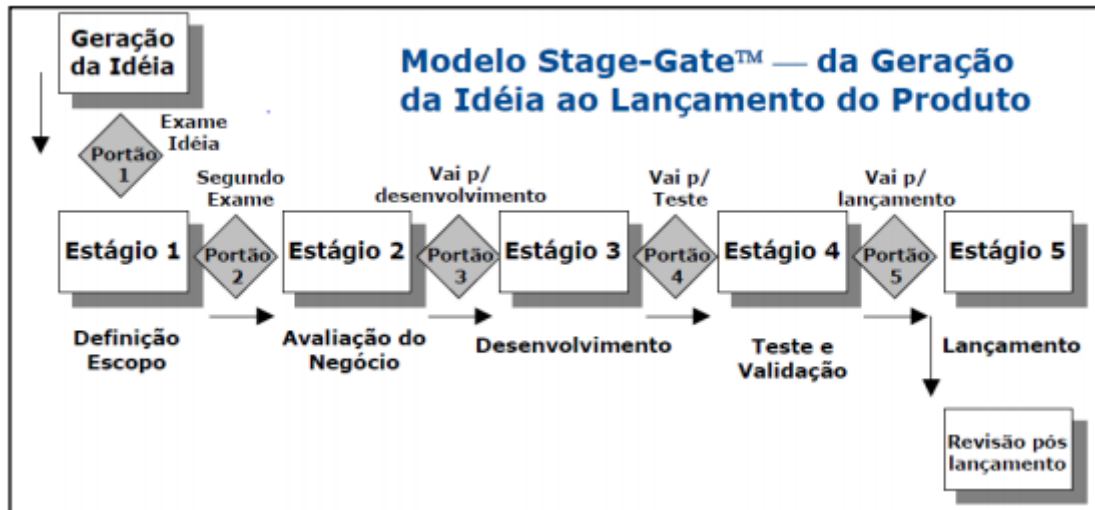 Geração
da Idéia
Modelo Stage-Gate™ — da Geração
da Idéia ao Lançamento do Produto
Exame
Idéia
Portão
1
Segundo
Exame
Vai p/
desenvolvimento
Vai p/
Teste
Vai p/
lançamento
Estágio 1
Portão
2
Estágio 2
Portão
3
Estágio 3
Portão
4
Estágio 4
Portão
5
Estágio 5
Definição
Escopo
Avaliação do
Negócio
Desenvolvimento
Teste e
Validação
Lançamento
Revisão pós
lançamento